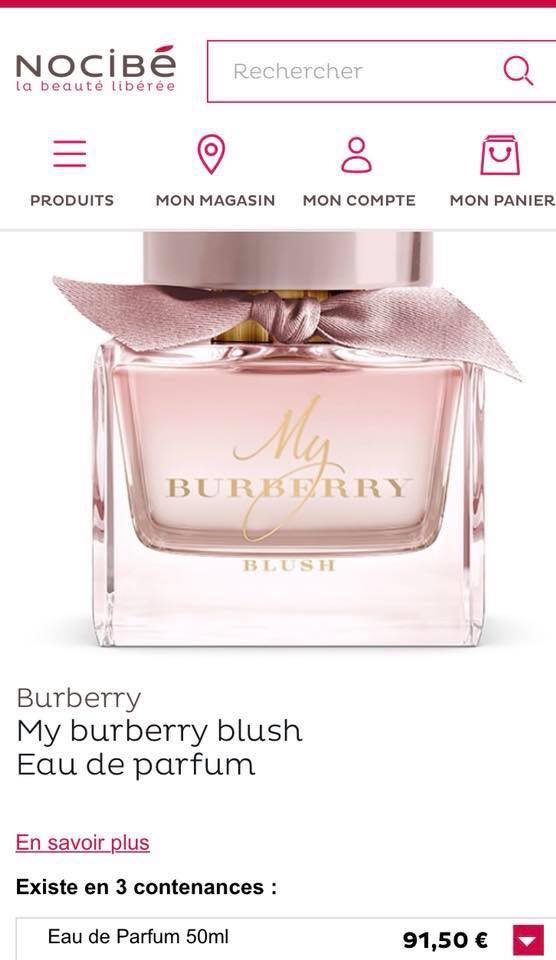 NOCIBÉ
la beauté libérée
Rechercher
PRODUITS
MON MAGASIN
MON COMPTE
MON PANIER
My
BURBERRY
BLUSH
Burberry
My burberry blush
Eau de parfum
En savoir plus
Existe en 3 contenances :
Eau de Parfum 50ml 91,50 €